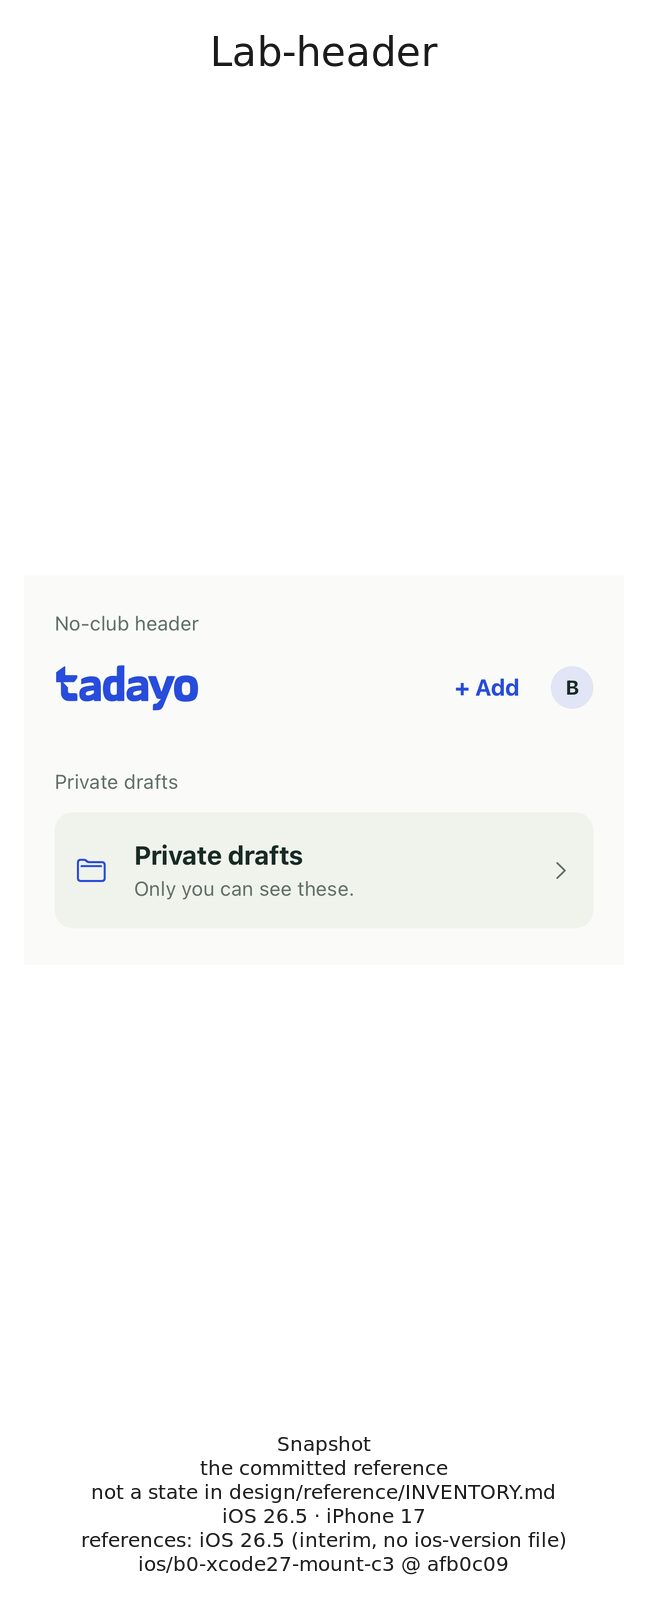 Lab-header
No-club header
tadayo
+ Add
B
Private drafts
Private drafts
Only you can see these.
Snapshot
the committed reference
not a state in design/reference/INVENTORY.md
iOS 26.5 · iPhone 17
references: iOS 26.5 (interim, no ios-version file)
ios/b0-xcode27-mount-c3 @ afb0c09